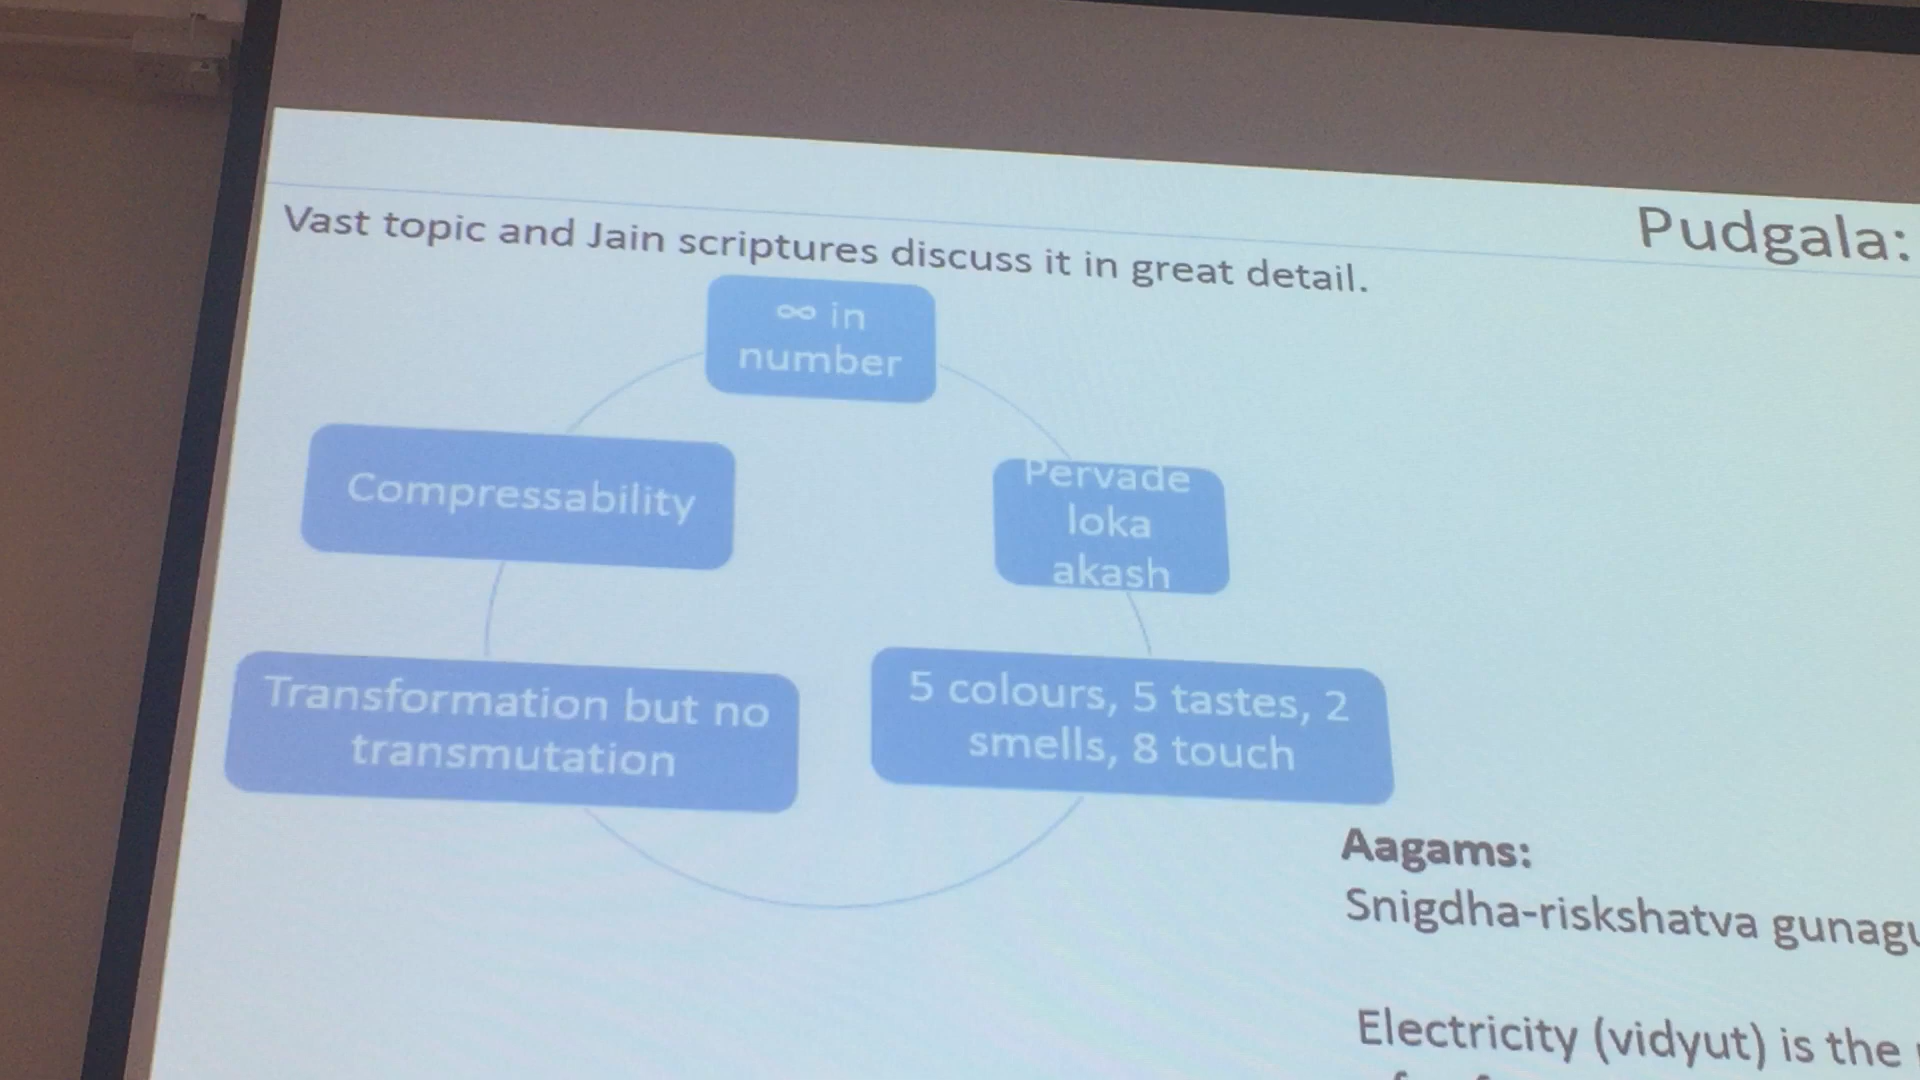 Pudgala:
Vast topic and Jain scriptures discuss it in great detail.
∞ in
number
Pervade
loka
akash
5 colours, 5 tastes, 2
smells, 8 touch
Transformation but no
transmutation
Compressability
Aagams:
Snigdha-riskshatva
Electricity (vidyut) is the